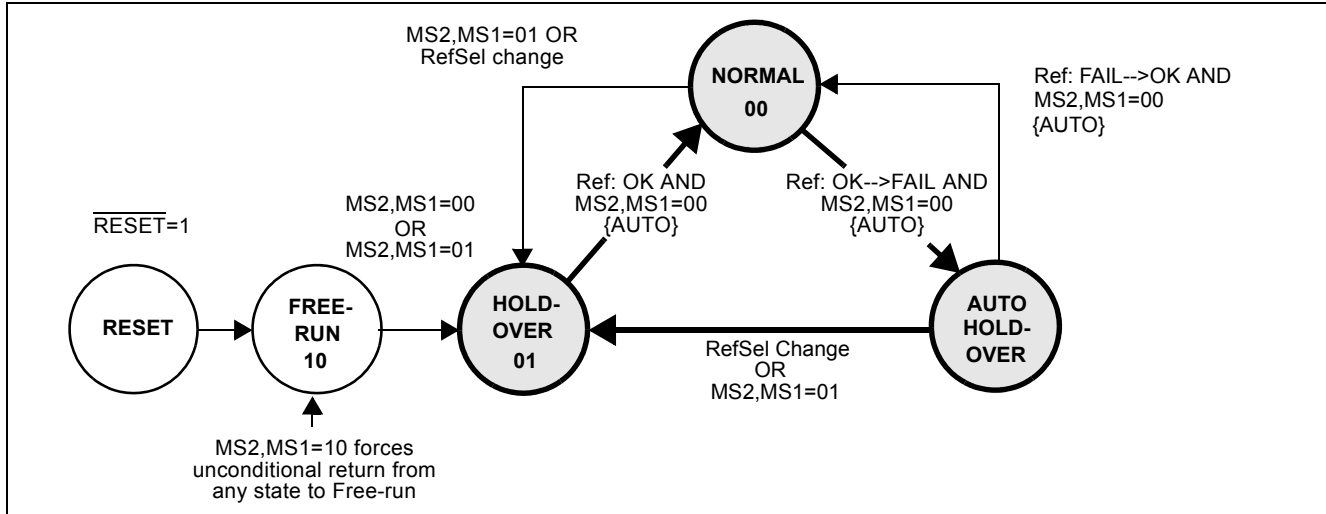 MS2,MS1=01 OR
RefSel change
NORMAL
00
Ref: FAIL-->OK AND
MS2,MS1=00
{AUTO}
Ref: OK AND
MS2,MS1=00
{AUTO}
Ref: OK-->FAIL AND
MS2,MS1=00
{AUTO}
RESET=1
MS2,MS1=00
OR
MS2,MS1=01
RESET
FREE-
RUN
10
HOLD-
OVER
01
AUTO
HOLD-
OVER
RefSel Change
OR
MS2,MS1=01
MS2,MS1=10 forces
unconditional return from
any state to Free-run